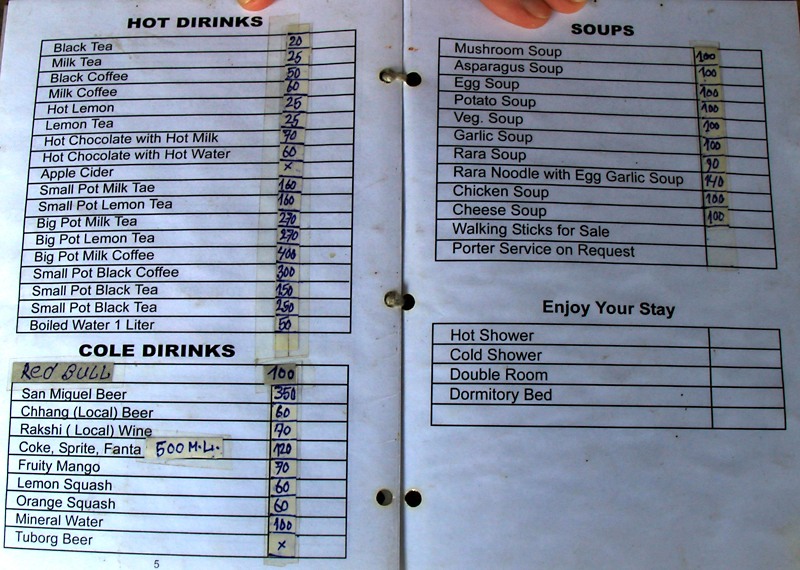 HOT DIRINKS
Black Tea 20
Milk Tea 25
Black Coffee 50
Milk Coffee 60
Hot Lemon 25
Lemon Tea 25
Hot Chocolate with Hot Milk 70
Hot Chocolate with Hot Water 60
Apple Cider x
Small Pot Milk Tae 160
Small Pot Lemon Tea 160
Big Pot Milk Tea 270
Big Pot Lemon Tea 270
Big Pot Milk Coffee 400
Small Pot Black Coffee 300
Small Pot Black Tea 150
Small Pot Black Tea 250
Boiled Water 1 Liter 50
COLE DIRINKS
Red BULL 100
San Miguel Beer 350
Chhang (Local) Beer 60
Rakshi ( Local) Wine 70
Coke, Sprite, Fanta 500 M.L. 120
Fruity Mango 70
Lemon Squash 60
Orange Squash 60
Mineral Water 100
Tuborg Beer x
5
SOUPS
Mushroom Soup 100
Asparagus Soup 100
Egg Soup 100
Potato Soup 100
Veg. Soup 100
Garlic Soup 100
Rara Soup 90
Rara Noodle with Egg Garlic Soup 140
Chicken Soup 100
Cheese Soup 100
Walking Sticks for Sale
Porter Service on Request
Enjoy Your Stay
Hot Shower
Cold Shower
Double Room
Dormitory Bed